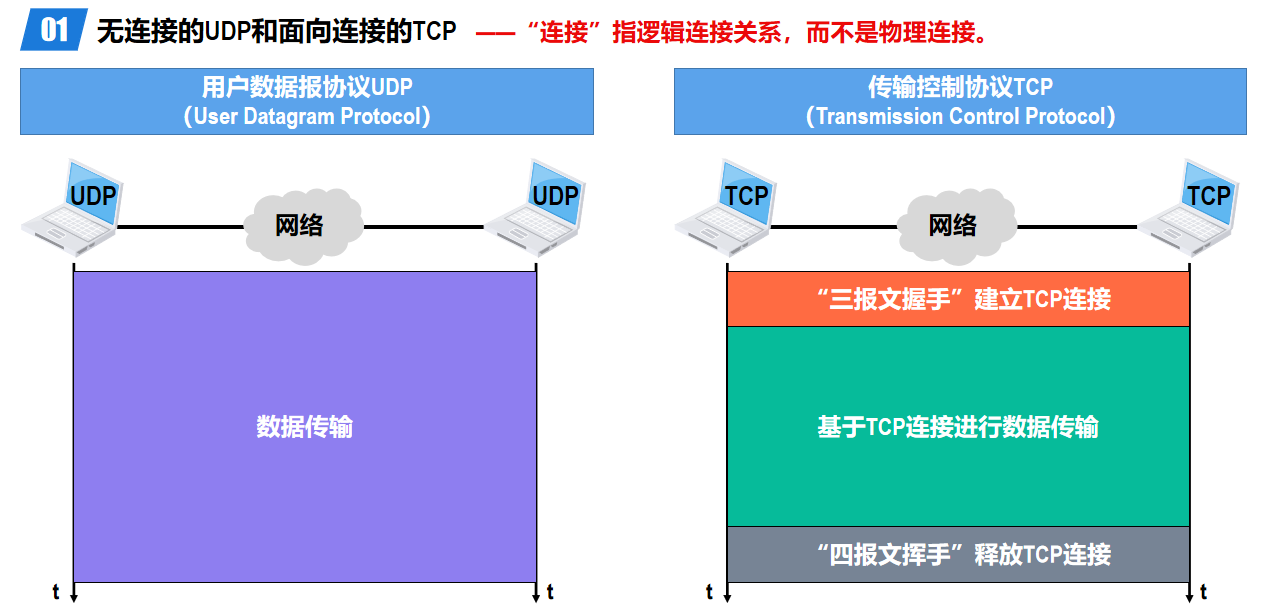 01 无连接的UDP和面向连接的TCP —— “连接”指逻辑连接关系，而不是物理连接。
用户数据报协议UDP
（User Datagram Protocol）
传输控制协议TCP
（Transmission Control Protocol）
UDP
网络
UDP
TCP
网络
TCP
数据传输
“三报文握手”建立TCP连接
基于TCP连接进行数据传输
“四报文挥手”释放TCP连接
t
t
t
t